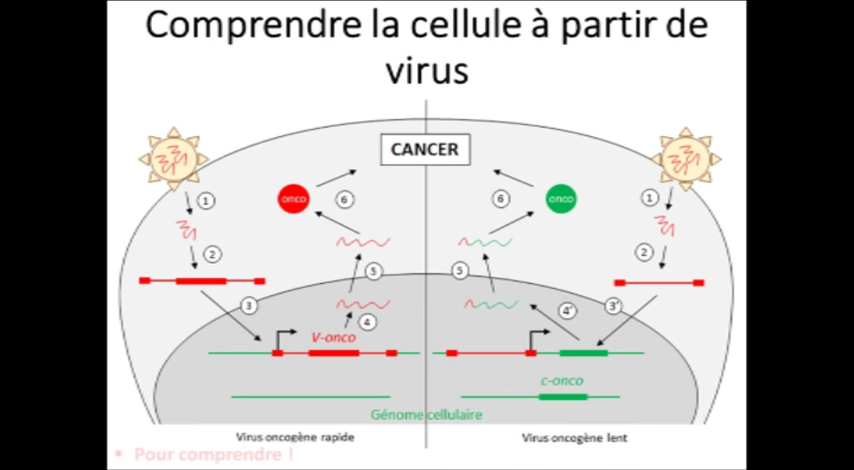 Comprendre la cellule à partir de
virus
CANCER
1
onco
6
6
onco
1
2
2
5
5
3
4
4'
3'
V-onco
c-onco
Génome cellulaire
Virus oncogène rapide
Virus oncogène lent
▪ Pour comprendre !